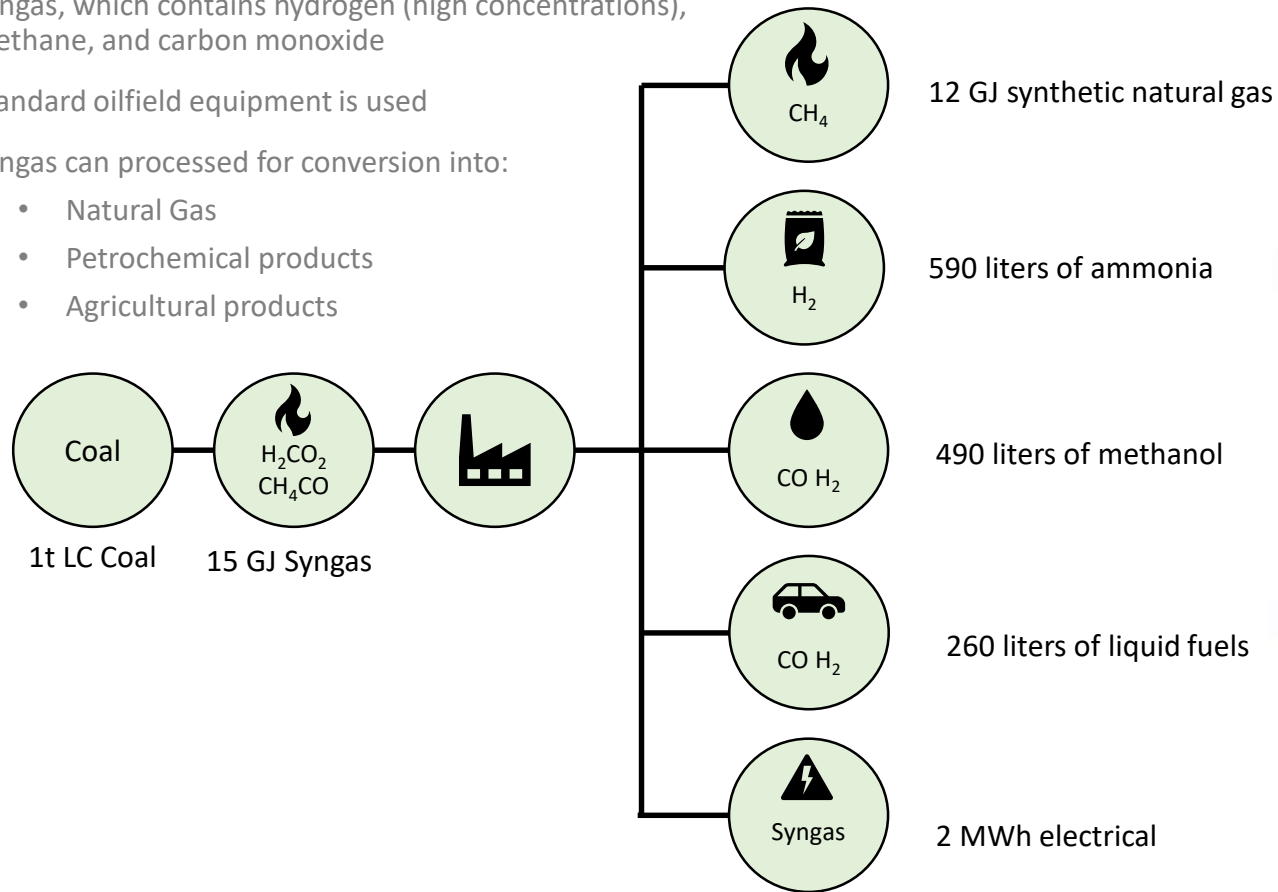 ngas, which contains hydrogen (high concentrations),
ethane, and carbon monoxide
andard oilfield equipment is used
ngas can processed for conversion into:
• Natural Gas
• Petrochemical products
• Agricultural products
CH₄
12 GJ synthetic natural gas
H₂
590 liters of ammonia
Coal
H₂CO₂
CH₄CO
1t LC Coal
15 GJ Syngas
CO H₂
490 liters of methanol
CO H₂
260 liters of liquid fuels
Syngas
2 MWh electrical